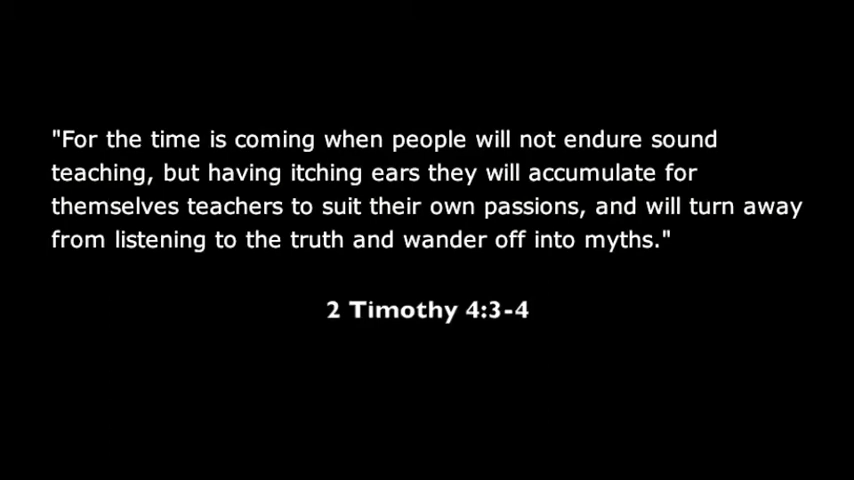 "For the time is coming when people will not endure sound
teaching, but having itching ears they will accumulate for
themselves teachers to suit their own passions, and will turn away
from listening to the truth and wander off into myths."
2 Timothy 4:3-4